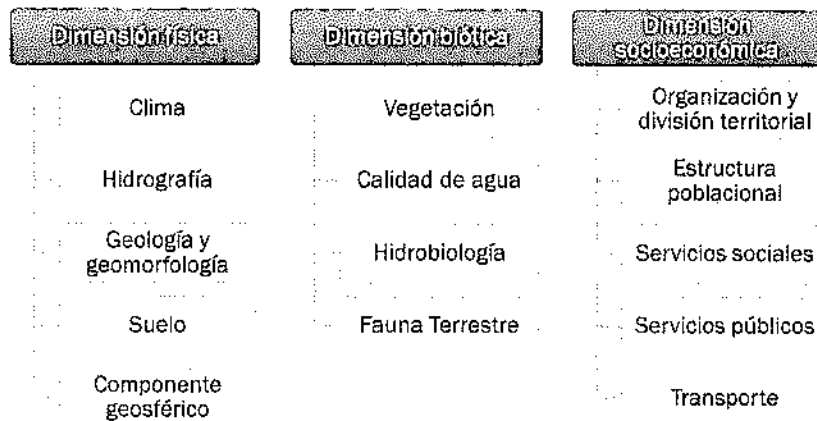 Dimensión física
Clima
Hidrografía
Geología y
geomorfología
Suelo
Componente
geosférico
Dimensión biótica
Vegetación
Calidad de agua
Hidrobiología
Fauna Terrestre
Dimensión
socioeconómica
Organización y
división territorial
Estructura
poblacional
Servicios sociales
Servicios públicos
Transporte